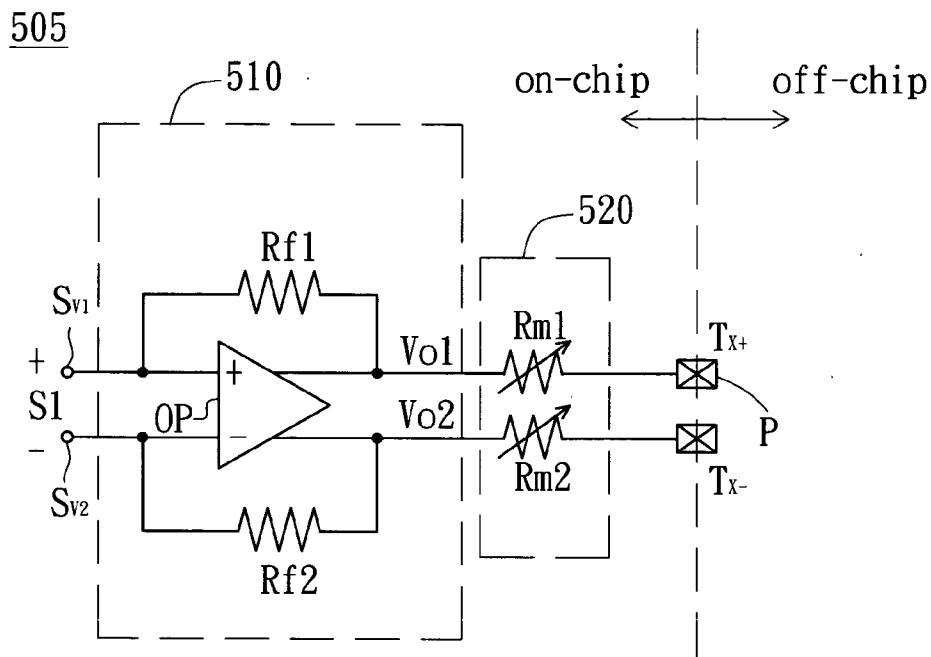 505
510
on-chip
off-chip
520
Rf1
Rm1
SV1
VO1
TX+
+
+
S1
OP
P
-
−
VO2
Rm2
SV2
TX-
Rf2